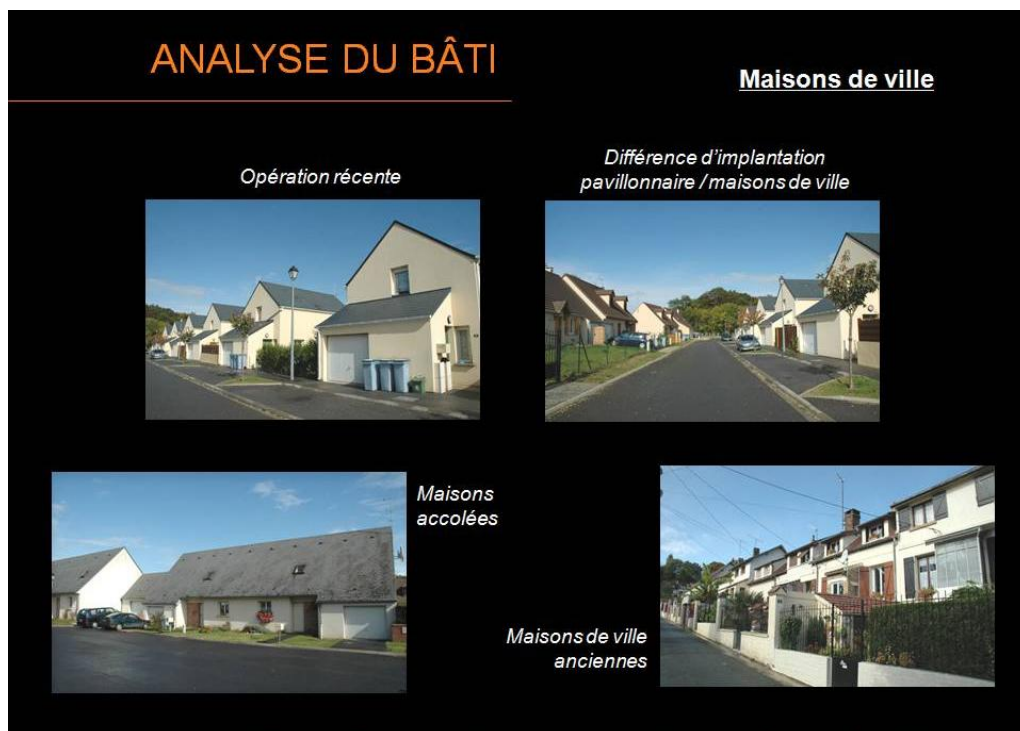 ANALYSE DU BÂTI
Maisons de ville
Opération récente
Différence d'implantation
pavillonnaire / maisons de ville
Maisons
accolées
Maisons de ville
anciennes